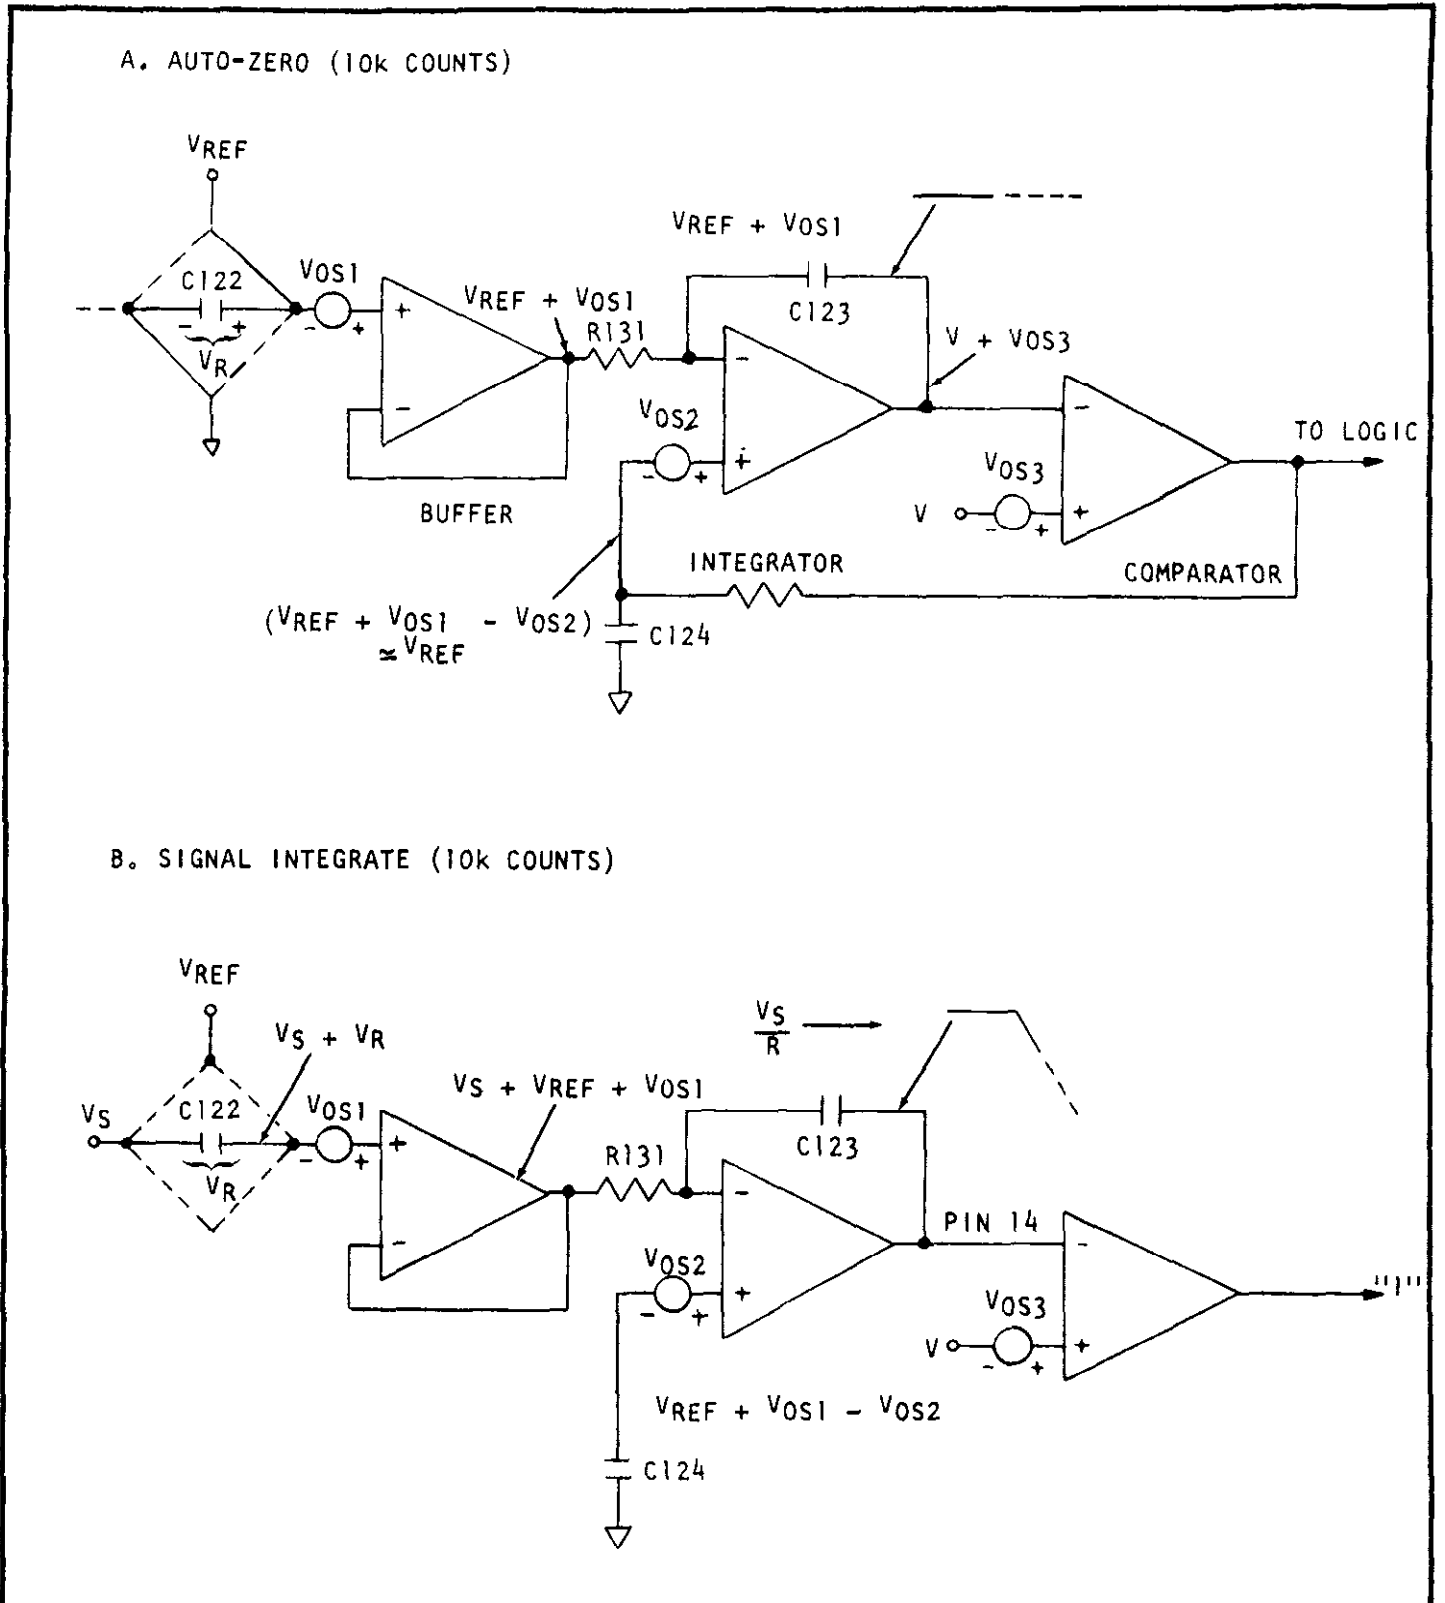 A. AUTO-ZERO (10k COUNTS)
VREF
C122
- +
VR
VOS1
- +
+
-
BUFFER
VREF + VOS1
R131
VREF + VOS1
C123
-
+
VOS2
- +
V + VOS3
INTEGRATOR
(VREF + VOS1 - VOS2)
≃ VREF
C124
-
+
VOS3
V
- +
COMPARATOR
TO LOGIC
B. SIGNAL INTEGRATE (10k COUNTS)
VREF
VS + VR
VS
C122
VR
VOS1
- +
+
-
VS + VREF + VOS1
R131
VS
R
C123
-
+
VOS2
- +
PIN 14
VREF + VOS1 - VOS2
C124
-
+
VOS3
V
- +
"1"